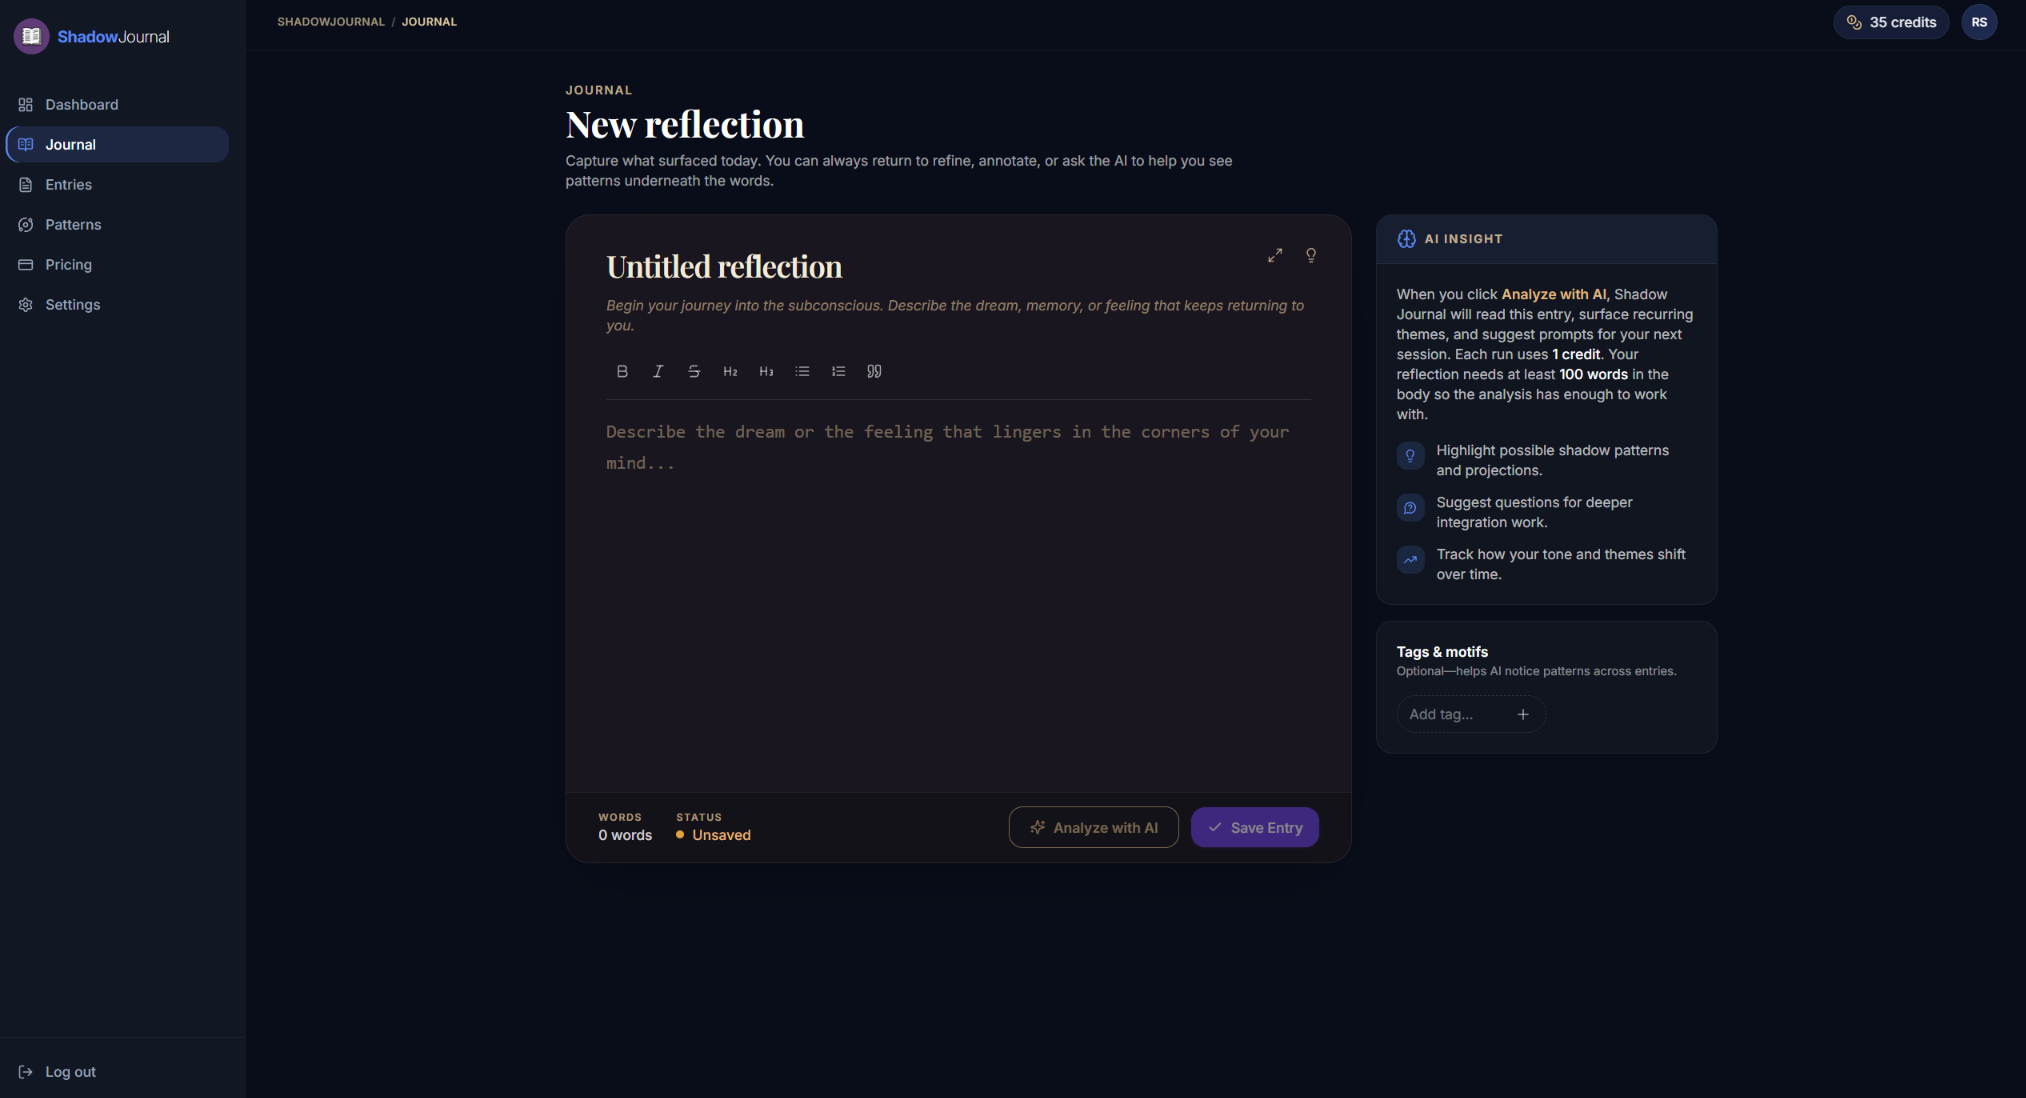 ShadowJournal
SHADOWJOURNAL / JOURNAL
35 credits
RS
Dashboard
Journal
Entries
Patterns
Pricing
Settings
Log out
JOURNAL
New reflection
Capture what surfaced today. You can always return to refine, annotate, or ask the AI to help you see
patterns underneath the words.
Untitled reflection
Begin your journey into the subconscious. Describe the dream, memory, or feeling that keeps returning to
you.
B I S H2 H3
Describe the dream or the feeling that lingers in the corners of your
mind...
WORDS
0 words
STATUS
Unsaved
Analyze with AI
Save Entry
AI INSIGHT
When you click Analyze with AI, Shadow
Journal will read this entry, surface recurring
themes, and suggest prompts for your next
session. Each run uses 1 credit. Your
reflection needs at least 100 words in the
body so the analysis has enough to work
with.
Highlight possible shadow patterns
and projections.
Suggest questions for deeper
integration work.
Track how your tone and themes shift
over time.
Tags & motifs
Optional—helps AI notice patterns across entries.
Add tag... +